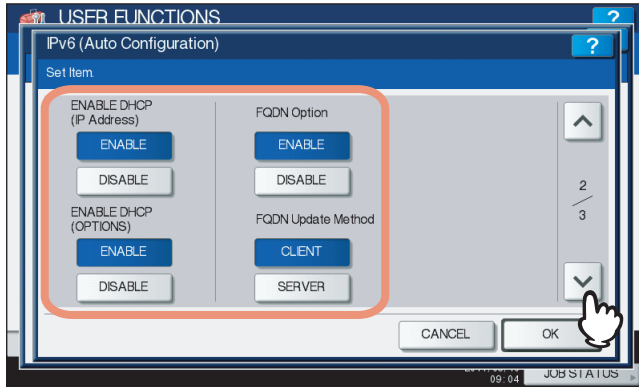 USER FUNCTIONS
?
IPv6 (Auto Configuration)
?
Set Item.
ENABLE DHCP
(IP Address)
ENABLE
DISABLE
ENABLE DHCP
(OPTIONS)
ENABLE
DISABLE
FQDN Option
ENABLE
DISABLE
FQDN Update Method
CLIENT
SERVER
2
3
CANCEL
OK
09:04
JOB STATUS